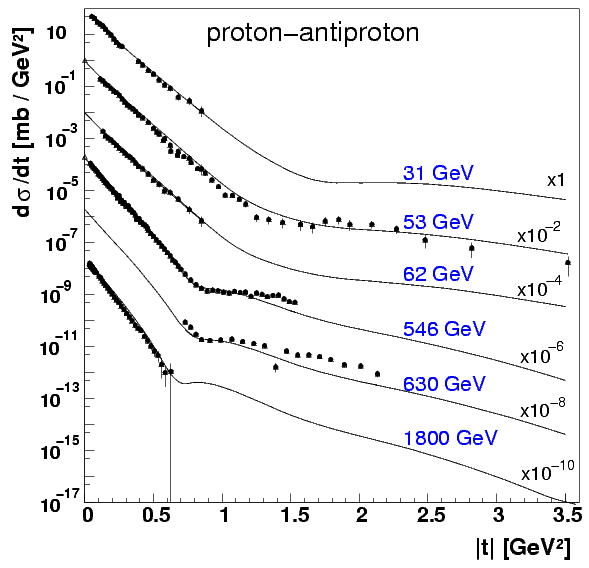 proton−antiproton
dσ/dt [mb / GeV²]
10
10⁻¹
10⁻³
10⁻⁵
10⁻⁷
10⁻⁹
10⁻¹¹
10⁻¹³
10⁻¹⁵
10⁻¹⁷
31 GeV
x1
53 GeV
x10⁻²
62 GeV
x10⁻⁴
546 GeV
x10⁻⁶
630 GeV
x10⁻⁸
1800 GeV
x10⁻¹⁰
0 0.5 1 1.5 2 2.5 3 3.5
|t| [GeV²]